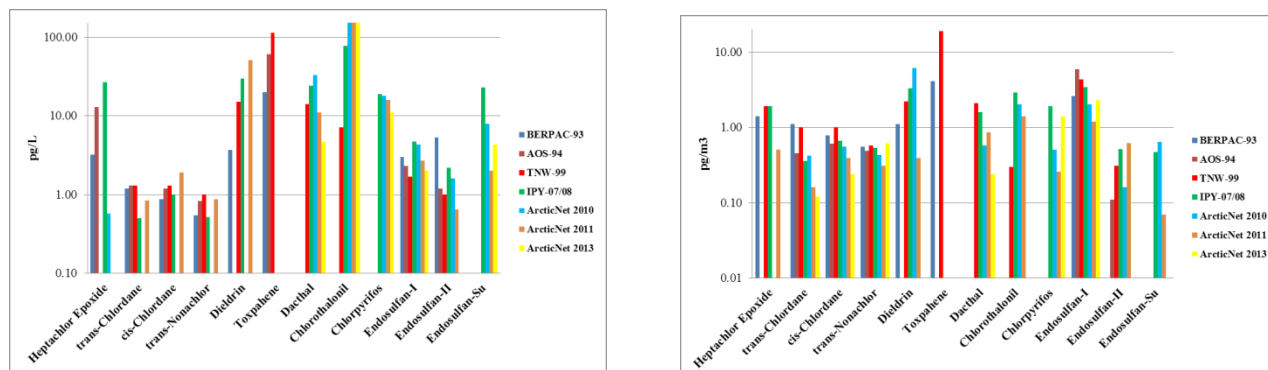 100.00
10.00
1.00
0.10
pg/L
Heptachlor Epoxide
trans-Chlordane
cis-Chlordane
trans-Nonachlor
Dieldrin
Toxpahene
Dacthal
Chlorothalonil
Chlorpyrifos
Endosulfan-I
Endosulfan-II
Endosulfan-Su
BERPAC-93
AOS-94
TNW-99
IPY-07/08
ArcticNet 2010
ArcticNet 2011
ArcticNet 2013
10.00
1.00
0.10
0.01
pg/m3
Heptachlor Epoxide
trans-Chlordane
cis-Chlordane
trans-Nonachlor
Dieldrin
Toxpahene
Dacthal
Chlorothalonil
Chlorpyrifos
Endosulfan-I
Endosulfan-II
Endosulfan-Su
BERPAC-93
AOS-94
TNW-99
IPY-07/08
ArcticNet 2010
ArcticNet 2011
ArcticNet 2013